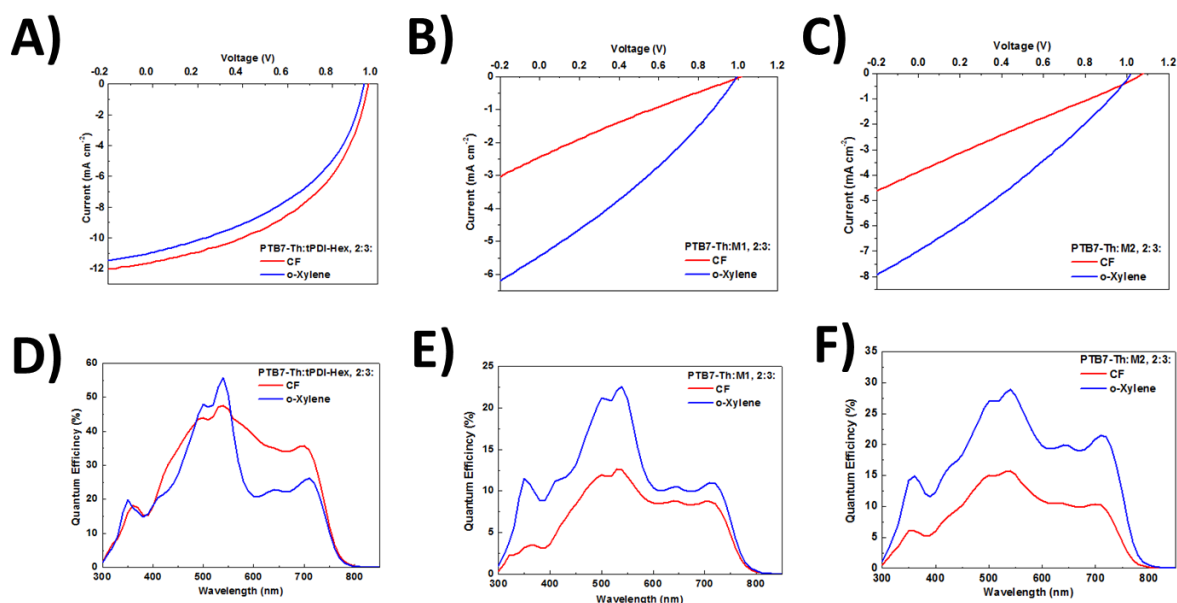 A)
Voltage (V)
-0.2 0.0 0.2 0.4 0.6 0.8 1.0
0
-2
-4
-6
-8
-10
-12
Current (mA cm-2)
PTB7-Th:tPDI-Hex, 2:3:
CF
o-Xylene
B)
Voltage (V)
-0.2 0.0 0.2 0.4 0.6 0.8 1.0 1.2
0
-1
-2
-3
-4
-5
-6
Current (mA cm-2)
PTB7-Th:M1, 2:3:
CF
o-Xylene
C)
Voltage (V)
-0.2 0.0 0.2 0.4 0.6 0.8 1.0 1.2
0
-1
-2
-3
-4
-5
-6
-7
-8
Current (mA cm-2)
PTB7-Th:M2, 2:3:
CF
o-Xylene
D)
60
50
40
30
20
10
0
Quantum Efficincy (%)
PTB7-Th:tPDI-Hex, 2:3:
CF
o-Xylene
300 400 500 600 700 800
Wavelength (nm)
E)
25
20
15
10
5
0
Quantum Efficincy (%)
PTB7-Th:M1, 2:3:
CF
o-Xylene
300 400 500 600 700 800
Wavelength (nm)
F)
35
30
25
20
15
10
5
0
Quantum Efficincy (%)
PTB7-Th:M2, 2:3:
CF
o-Xylene
300 400 500 600 700 800
Wavelength (nm)